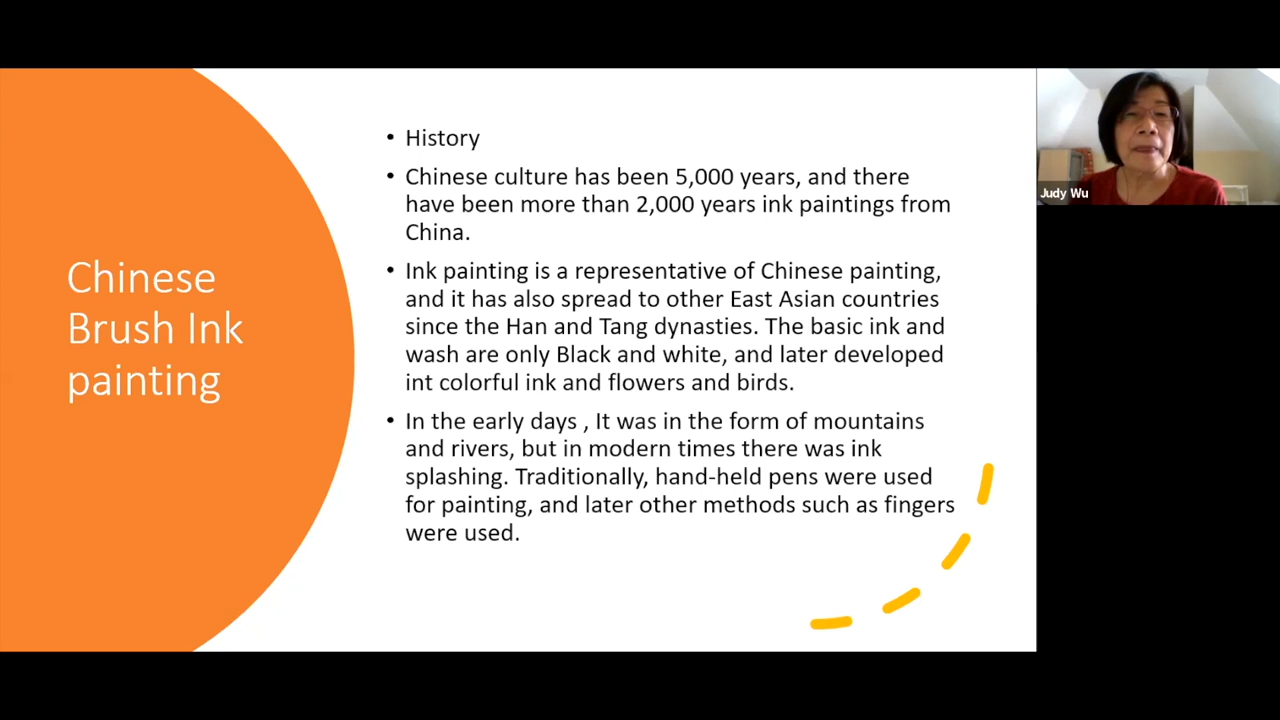 Chinese
Brush Ink
painting
• History
• Chinese culture has been 5,000 years, and there
have been more than 2,000 years ink paintings from
China.
• Ink painting is a representative of Chinese painting,
and it has also spread to other East Asian countries
since the Han and Tang dynasties. The basic ink and
wash are only Black and white, and later developed
int colorful ink and flowers and birds.
• In the early days , It was in the form of mountains
and rivers, but in modern times there was ink
splashing. Traditionally, hand-held pens were used
for painting, and later other methods such as fingers
were used.
Judy Wu